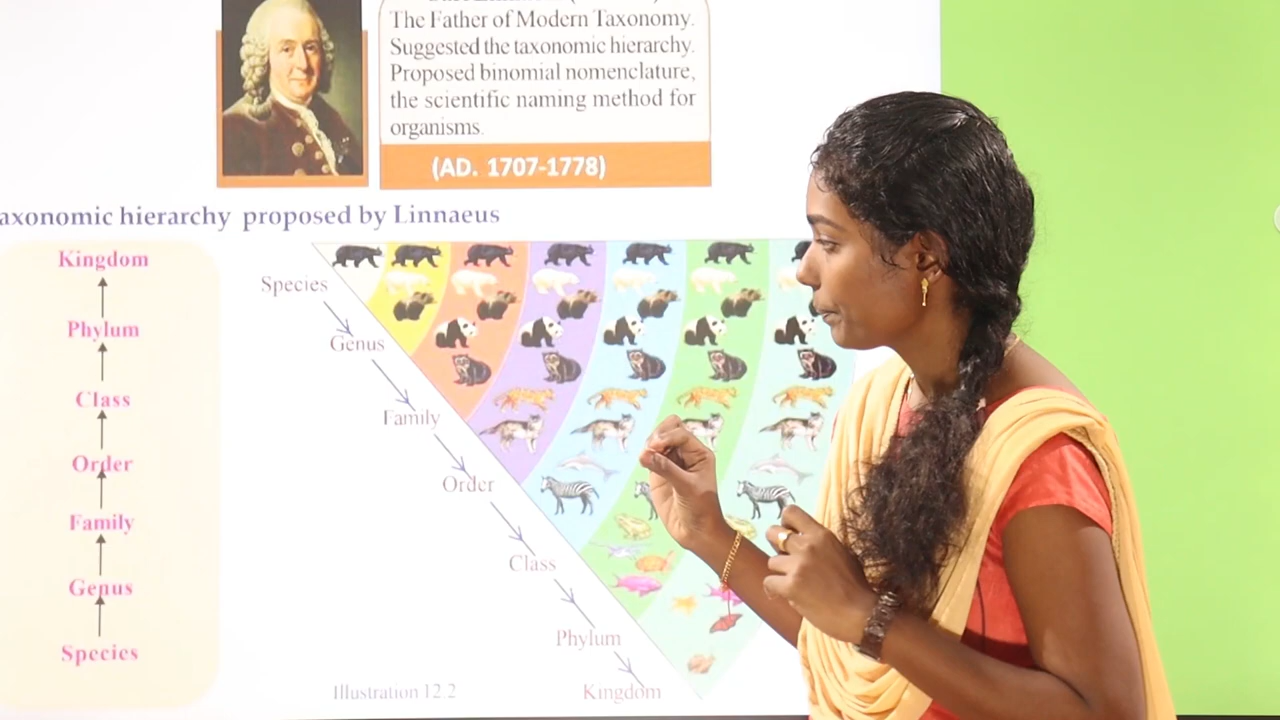 The Father of Modern Taxonomy.
Suggested the taxonomic hierarchy.
Proposed binomial nomenclature,
the scientific naming method for
organisms.
(AD. 1707-1778)
axonomic hierarchy proposed by Linnaeus
Kingdom
Phylum
Class
Order
Family
Genus
Species
Species
Genus
Family
Order
Class
Phylum
Kingdom
Illustration 12.2